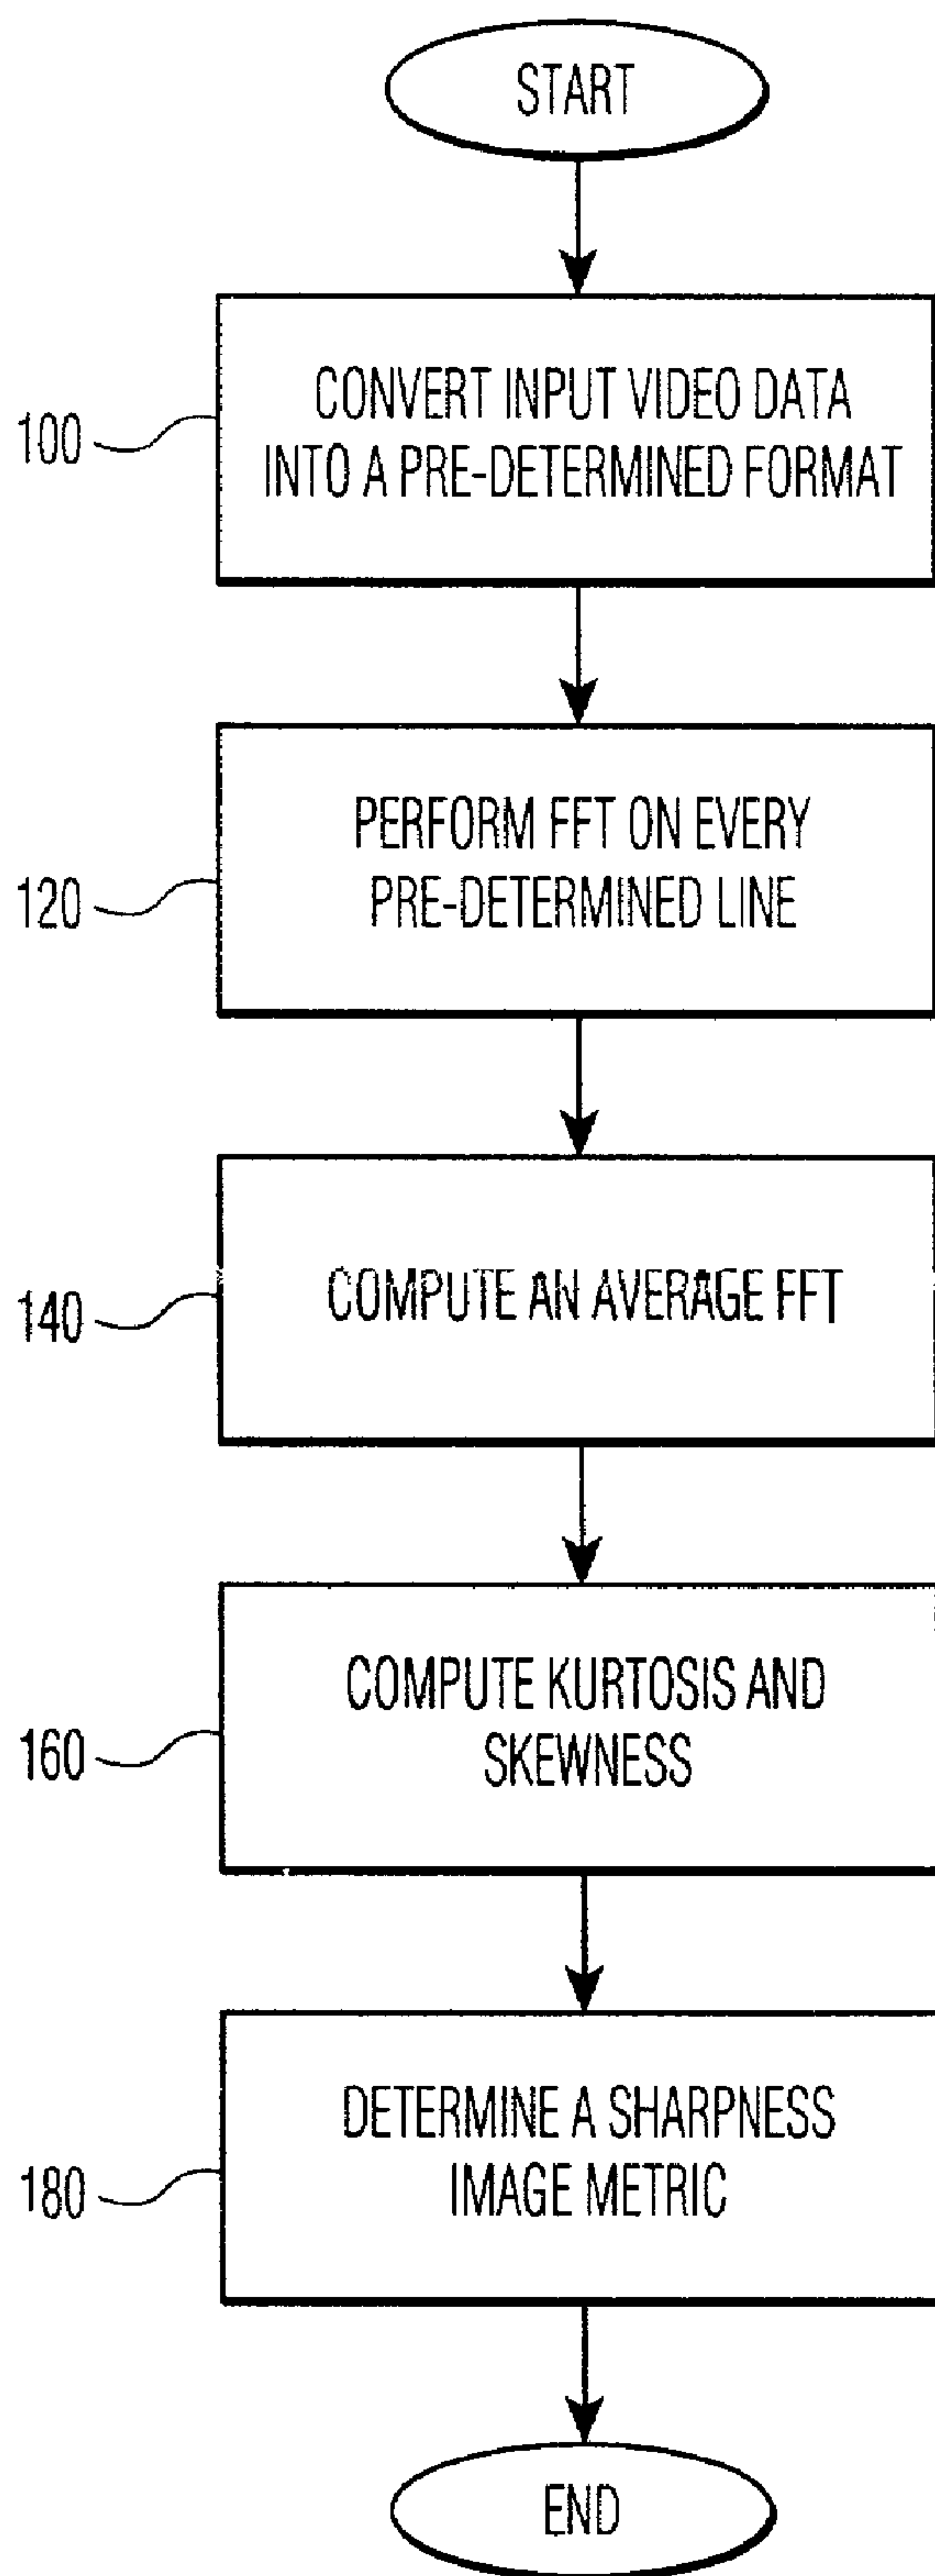 START
100
CONVERT INPUT VIDEO DATA
INTO A PRE-DETERMINED FORMAT
120
PERFORM FFT ON EVERY
PRE-DETERMINED LINE
140
COMPUTE AN AVERAGE FFT
160
COMPUTE KURTOSIS AND
SKEWNESS
180
DETERMINE A SHARPNESS
IMAGE METRIC
END